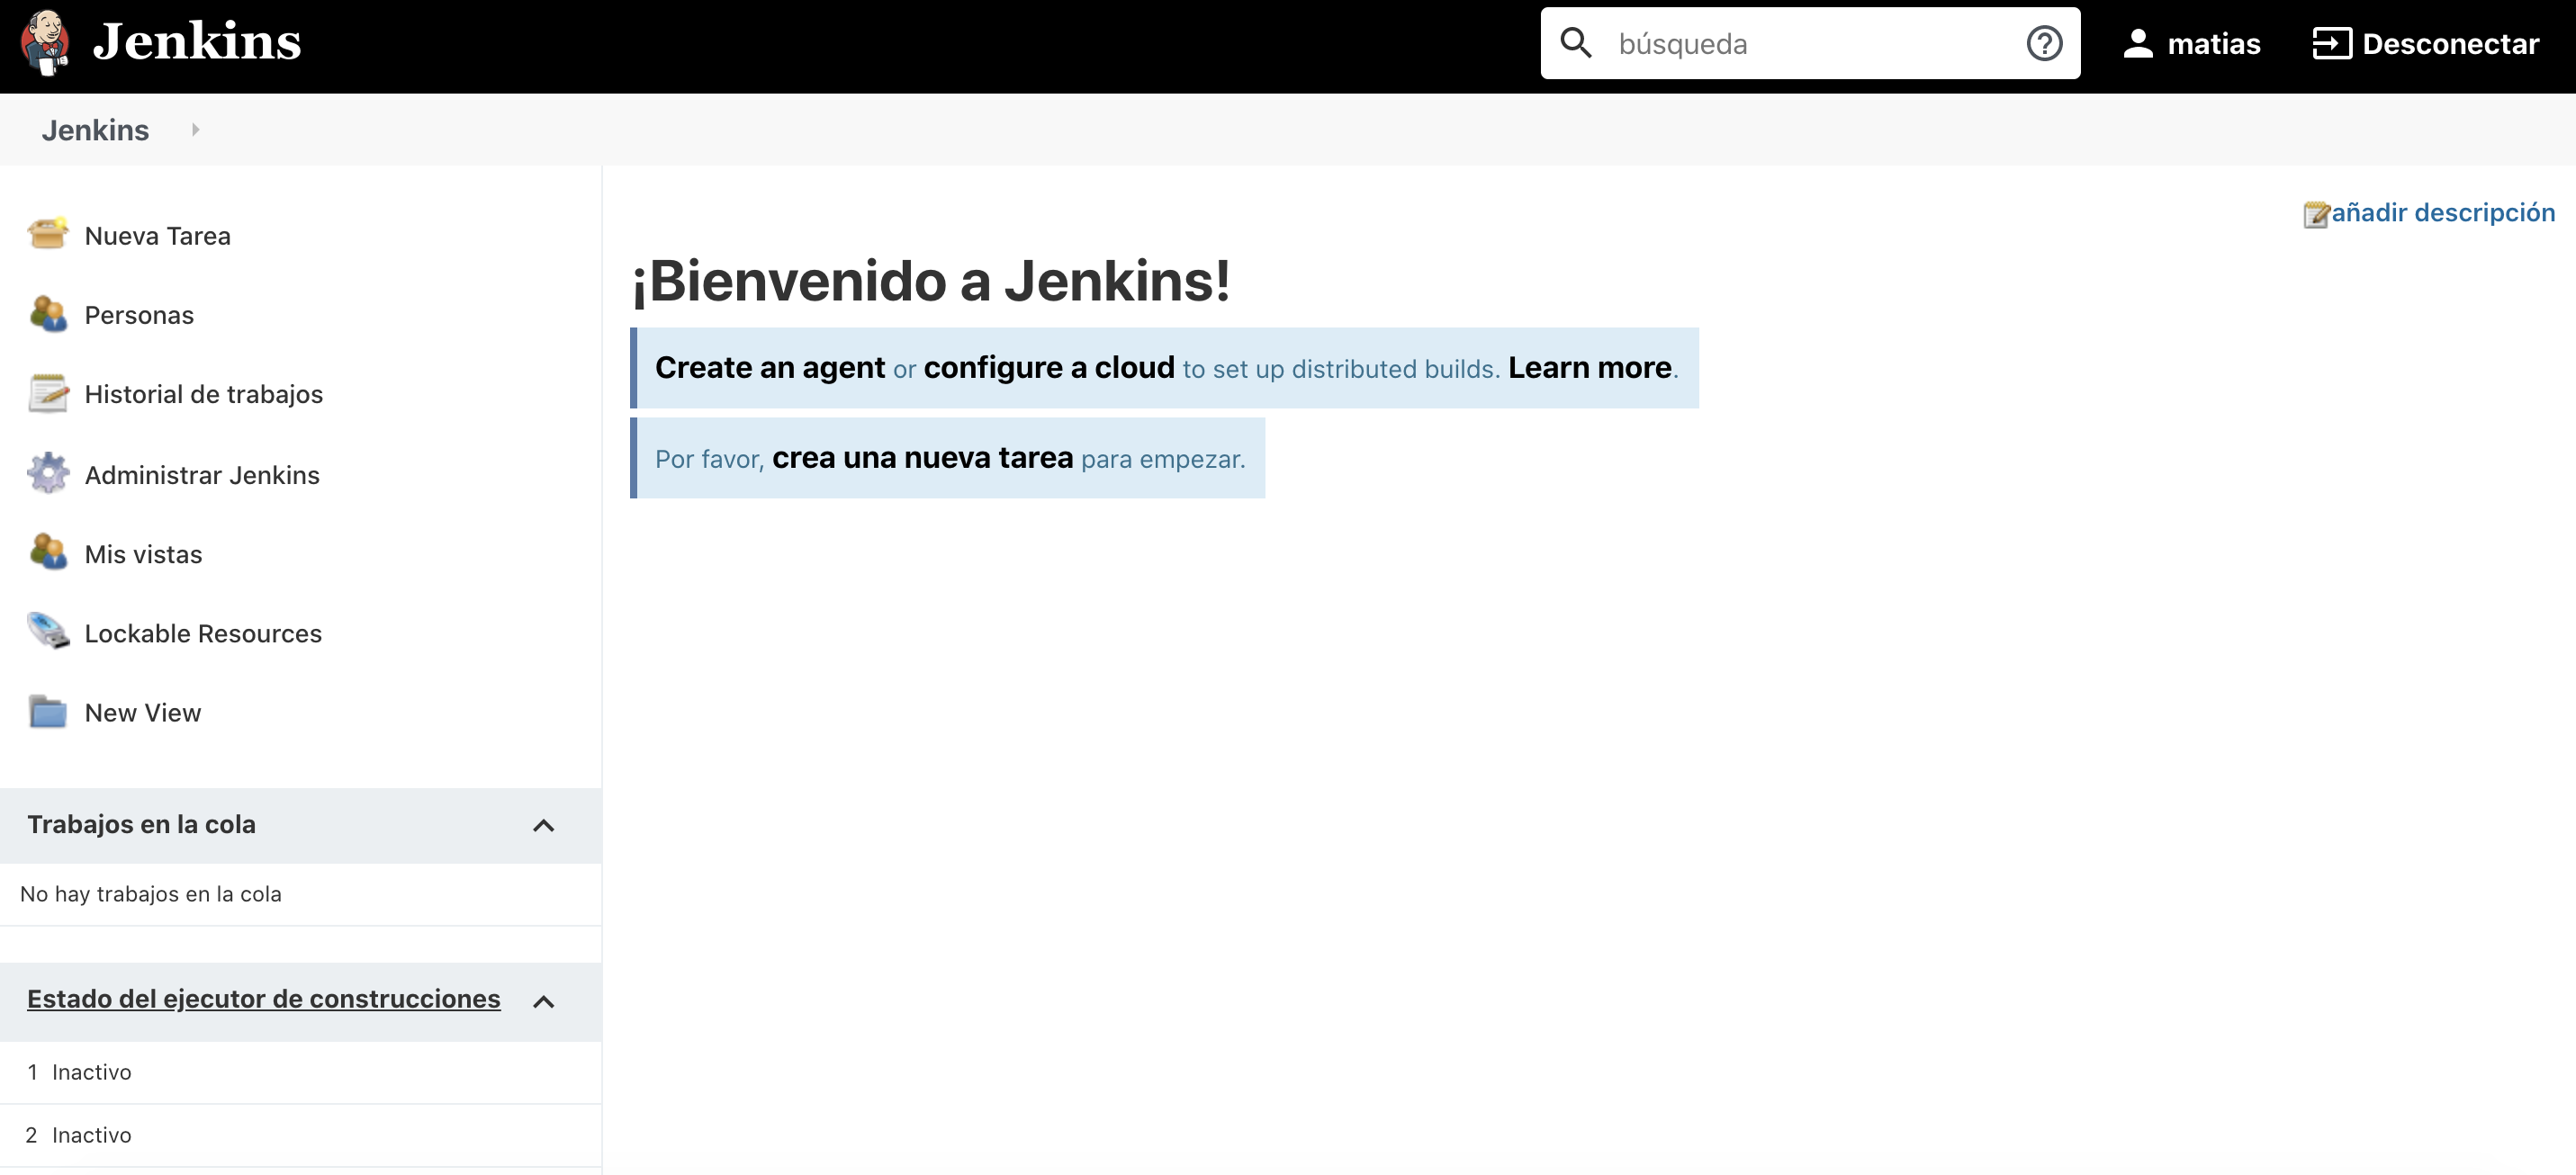 Jenkins
búsqueda
matias
Desconectar
Jenkins
añadir descripción
Nueva Tarea
Personas
Historial de trabajos
Administrar Jenkins
Mis vistas
Lockable Resources
New View
Trabajos en la cola
No hay trabajos en la cola
Estado del ejecutor de construcciones
1 Inactivo
2 Inactivo
¡Bienvenido a Jenkins!
Create an agent or configure a cloud to set up distributed builds. Learn more.
Por favor, crea una nueva tarea para empezar.